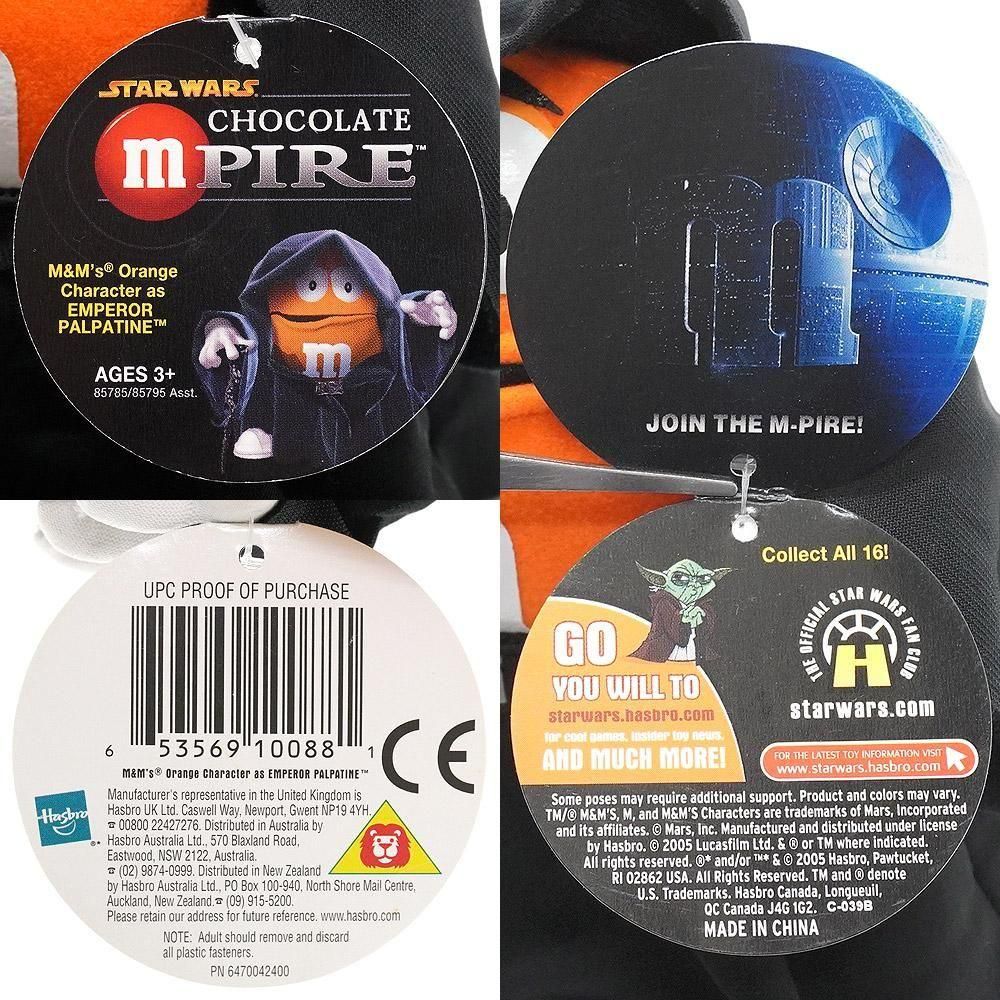 STAR WARS
CHOCOLATE
mPIRE™
M&M's® Orange
Character as
EMPEROR
PALPATINE™
AGES 3+
85785/85795 Asst.
m
m
JOIN THE M-PIRE!
UPC PROOF OF PURCHASE
6 53569 10088 1
CE
M&M's® Orange Character as EMPEROR PALPATINE™
Manufacturer's representative in the United Kingdom is
Hasbro UK Ltd. Caswell Way, Newport, Gwent NP19 4YH.
☎ 00800 22427276. Distributed in Australia by
Hasbro Australia Ltd., 570 Blaxland Road,
Eastwood, NSW 2122, Australia.
☎ (02) 9874-0999. Distributed in New Zealand
by Hasbro Australia Ltd., PO Box 100-940, North Shore Mail Centre,
Auckland, New Zealand.☎ (09) 915-5200.
Please retain our address for future reference. www.hasbro.com
Hasbro
®*
NOTE: Adult should remove and discard
all plastic fasteners.
PN 6470042400
Collect All 16!
GO
YOU WILL TO
starwars.hasbro.com
for cool games, insider toy news,
AND MUCH MORE!
THE OFFICIAL STAR WARS FAN CLUB
H
starwars.com
FOR THE LATEST TOY INFORMATION VISIT
www.starwars.hasbro.com
Some poses may require additional support. Product and colors may vary.
TM/® M&M'S, M, and M&M'S Characters are trademarks of Mars, Incorporated
and its affiliates. © Mars, Inc. Manufactured and distributed under license
by Hasbro. © 2005 Lucasfilm Ltd. & ® or TM where indicated.
All rights reserved. ®* and/or ™* & © 2005 Hasbro, Pawtucket,
RI 02862 USA. All Rights Reserved. TM and ® denote
U.S. Trademarks. Hasbro Canada, Longueuil,
QC Canada J4G 1G2. C-039B
MADE IN CHINA